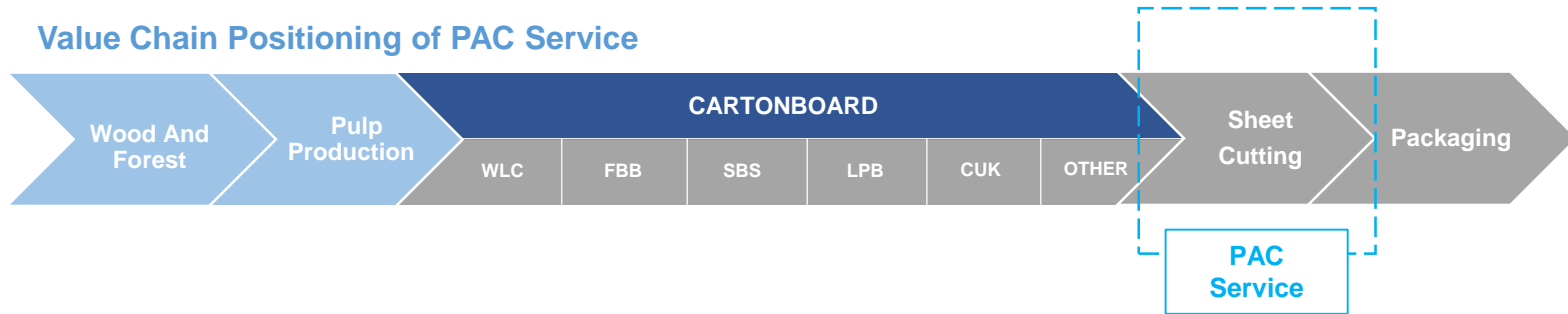 Value Chain Positioning of PAC Service
Wood And
Forest
Pulp
Production
CARTONBOARD
WLC
FBB
SBS
LPB
CUK
OTHER
Sheet
Cutting
Packaging
PAC
Service